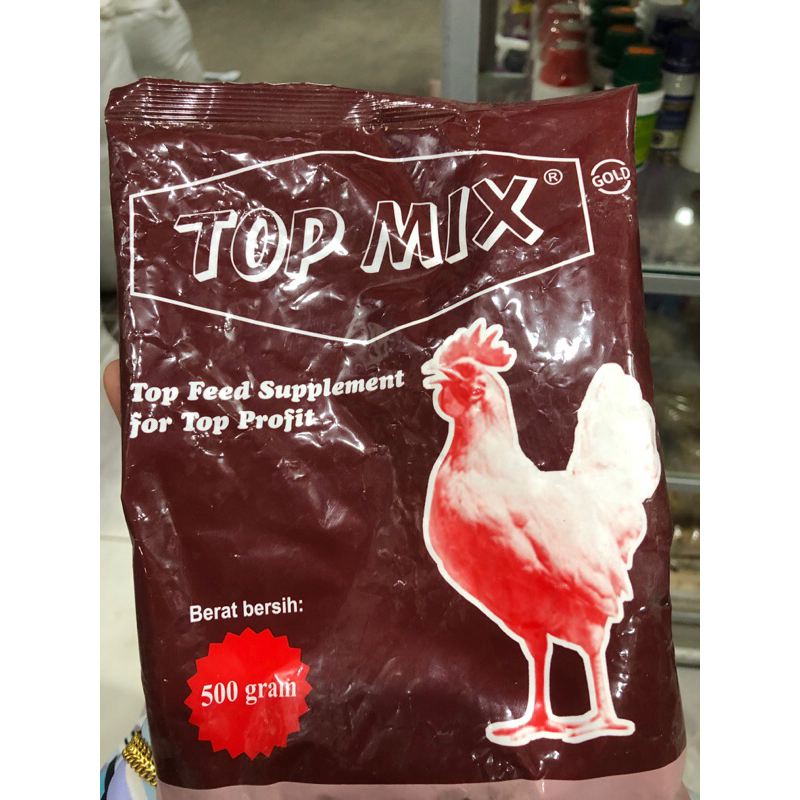 TOP MIX®
GOLD
Top Feed Supplement
for Top Profit
Berat bersih:
500 gram